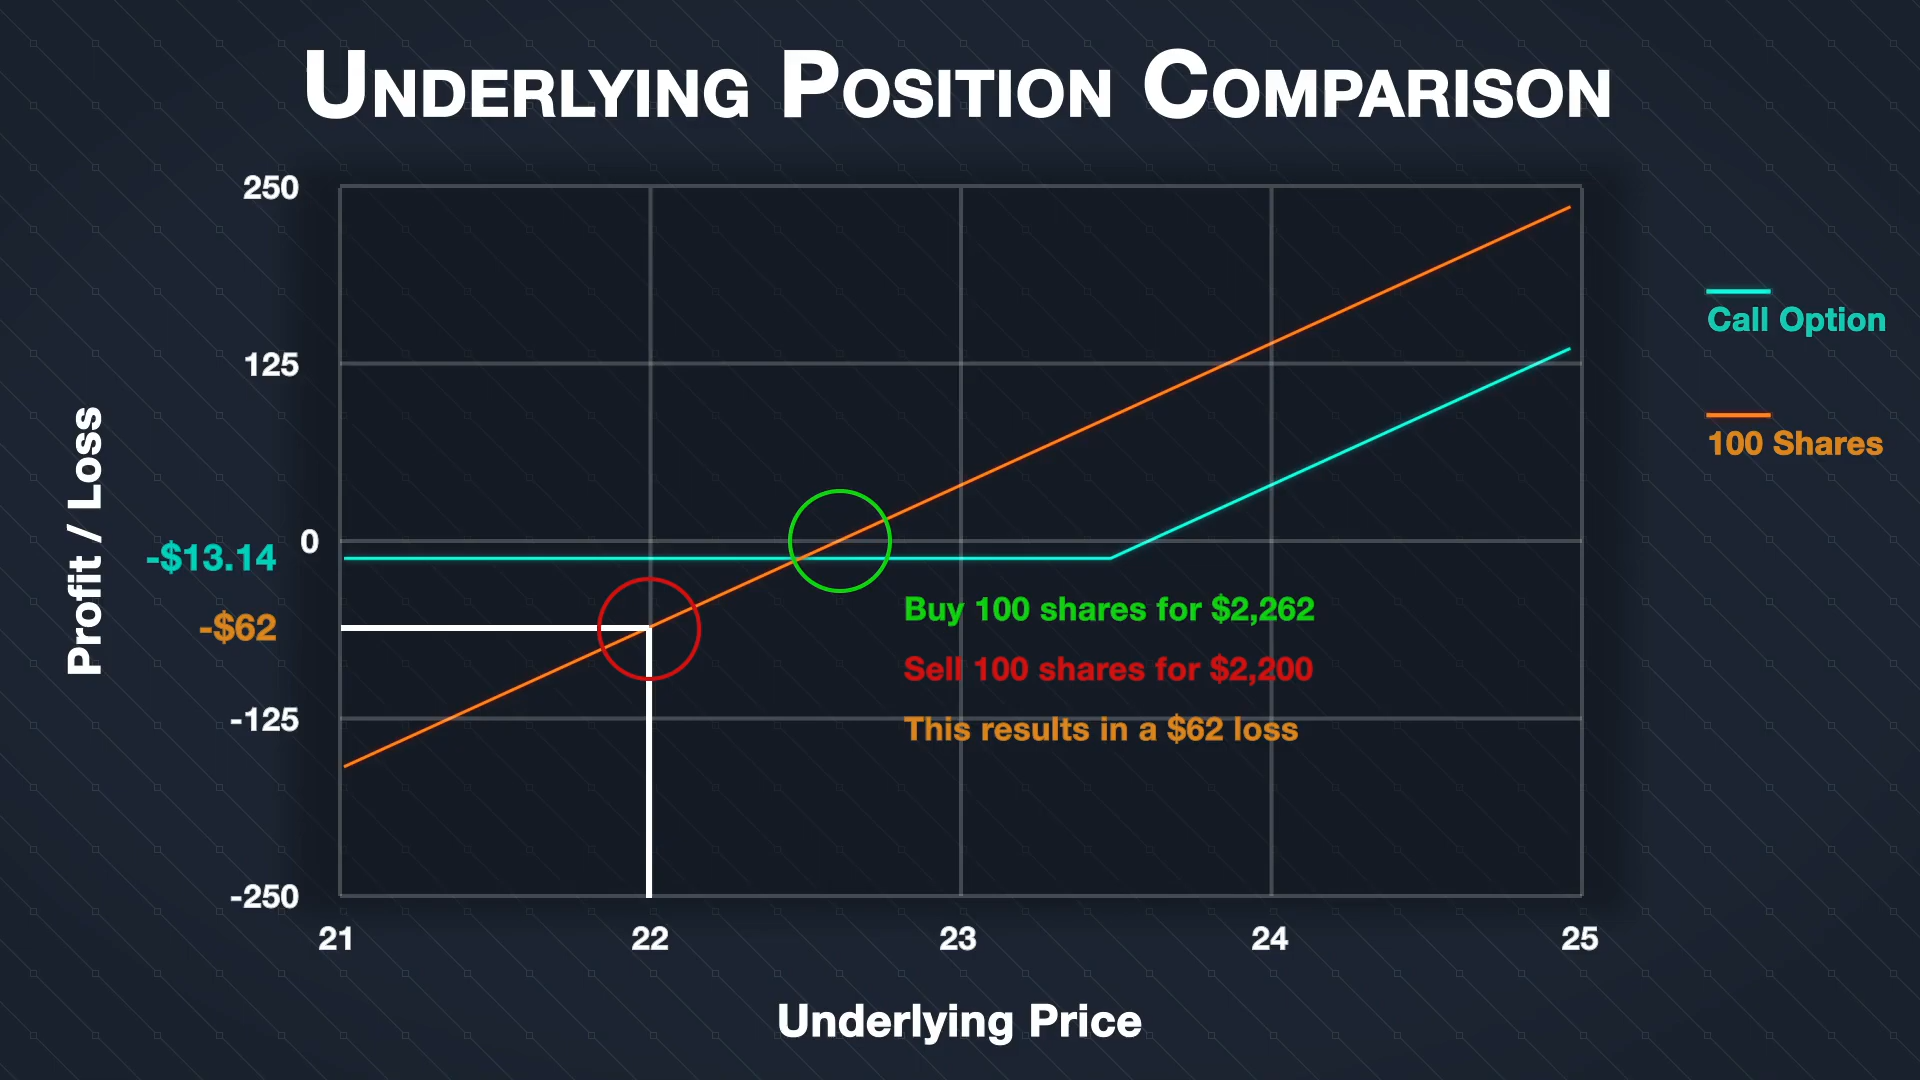 UNDERLYING POSITION COMPARISON
250
125
0
-$13.14
-$62
-125
-250
Profit / Loss
Buy 100 shares for $2,262
Sell 100 shares for $2,200
This results in a $62 loss
Call Option
100 Shares
21 22 23 24 25
Underlying Price